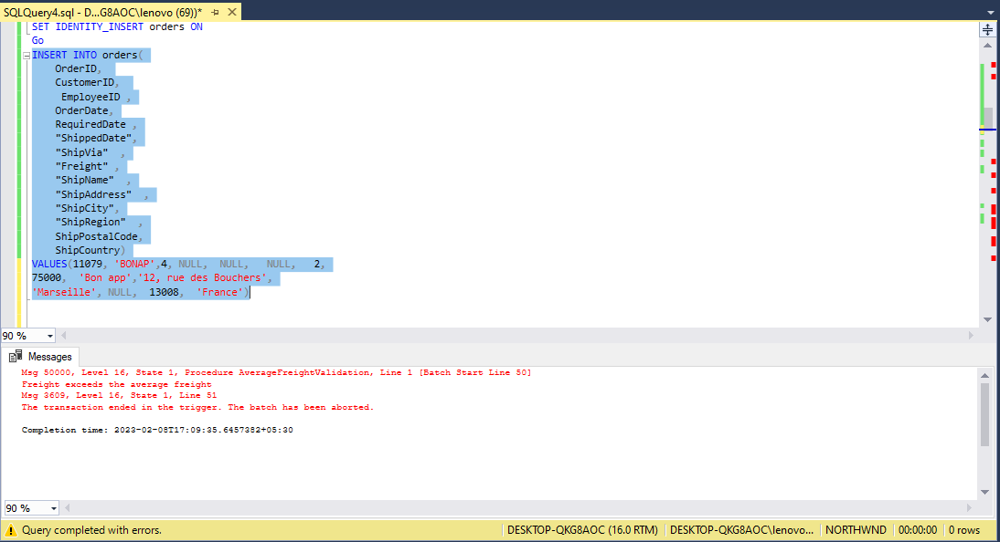 SQLQuery4.sql - D...G8AOC\lenovo (69))*
SET IDENTITY_INSERT orders ON
Go
INSERT INTO orders(
OrderID,
CustomerID,
EmployeeID ,
OrderDate,
RequiredDate ,
"ShippedDate",
"ShipVia" ,
"Freight" ,
"ShipName" ,
"ShipAddress" ,
"ShipCity",
"ShipRegion" ,
ShipPostalCode,
ShipCountry)
VALUES(11079, 'BONAP',4, NULL, NULL, NULL, 2,
75000, 'Bon app','12, rue des Bouchers',
'Marseille', NULL, 13008, 'France')
90 %
Messages
Msg 50000, Level 16, State 1, Procedure AverageFreightValidation, Line 1 [Batch Start Line 50]
Freight exceeds the average freight
Msg 3609, Level 16, State 1, Line 51
The transaction ended in the trigger. The batch has been aborted.
Completion time: 2023-02-08T17:09:35.6457382+05:30
90 %
Query completed with errors. DESKTOP-QKG8AOC (16.0 RTM) DESKTOP-QKG8AOC\lenovo... NORTHWND 00:00:00 0 rows